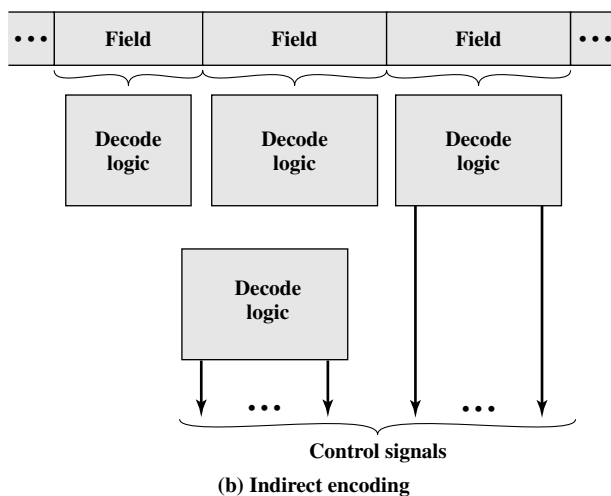 ••• Field Field Field •••
Decode
logic
Decode
logic
Decode
logic
Decode
logic
••• •••
Control signals
(b) Indirect encoding